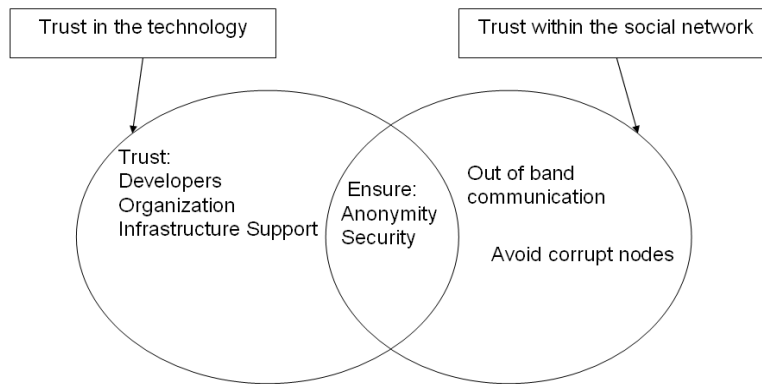 Trust in the technology
Trust within the social network
Trust:
Developers
Organization
Infrastructure Support
Ensure:
Anonymity
Security
Out of band
communication
Avoid corrupt nodes